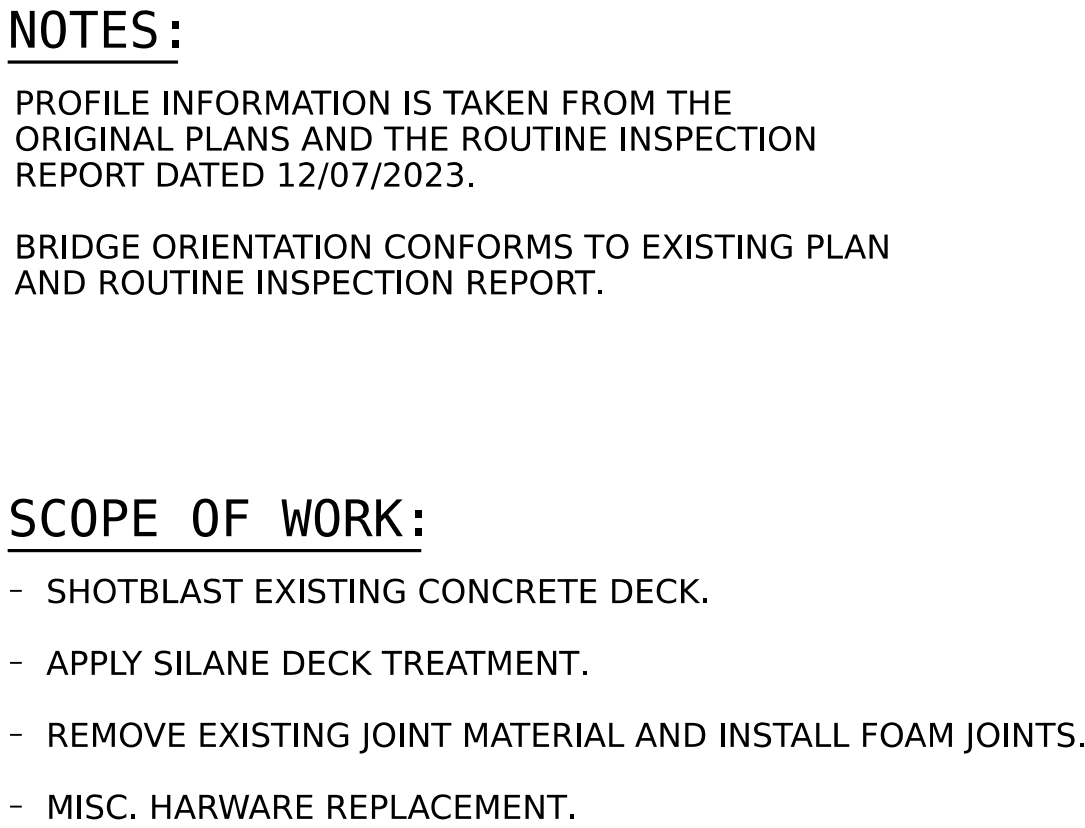 NOTES:
PROFILE INFORMATION IS TAKEN FROM THE
ORIGINAL PLANS AND THE ROUTINE INSPECTION
REPORT DATED 12/07/2023.
BRIDGE ORIENTATION CONFORMS TO EXISTING PLAN
AND ROUTINE INSPECTION REPORT.
SCOPE OF WORK:
- SHOTBLAST EXISTING CONCRETE DECK.
- APPLY SILANE DECK TREATMENT.
- REMOVE EXISTING JOINT MATERIAL AND INSTALL FOAM JOINTS.
- MISC. HARWARE REPLACEMENT.